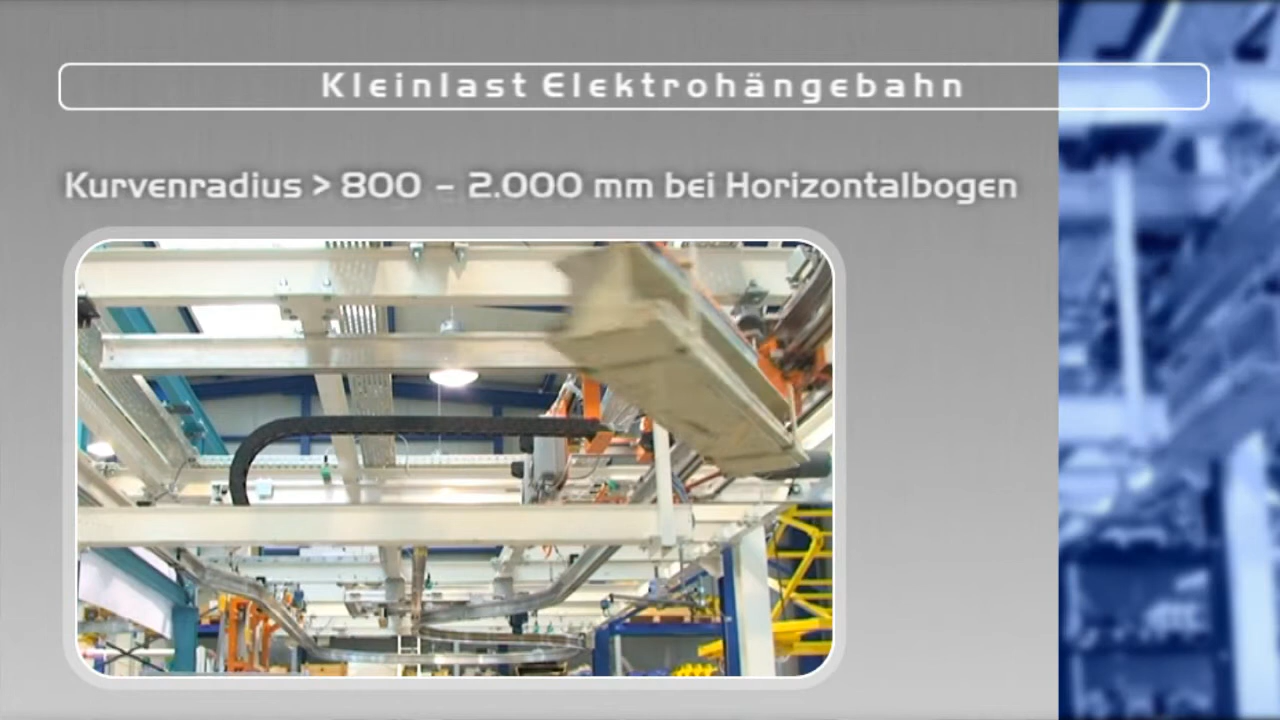 Kleinlast Elektrohängebahn
Kurvenradius > 800 - 2.000 mm bei Horizontalbogen